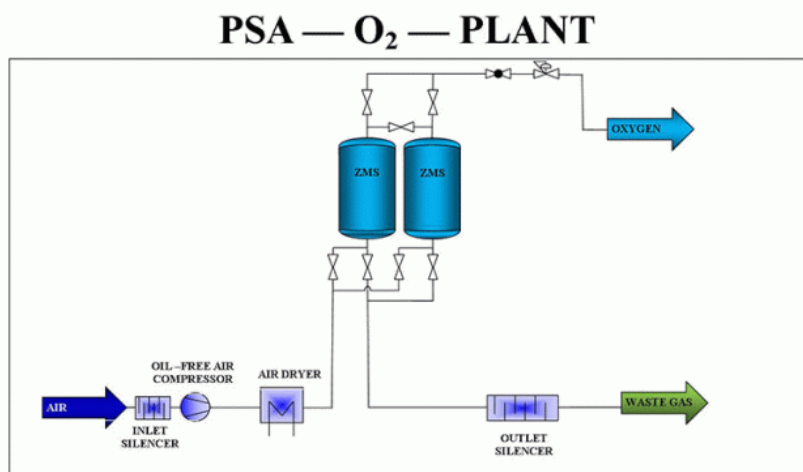 PSA — O₂ — PLANT
OXYGEN
ZMS
ZMS
OIL –FREE AIR
COMPRESSOR
AIR DRYER
AIR
INLET
SILENCER
OUTLET
SILENCER
WASTE GAS